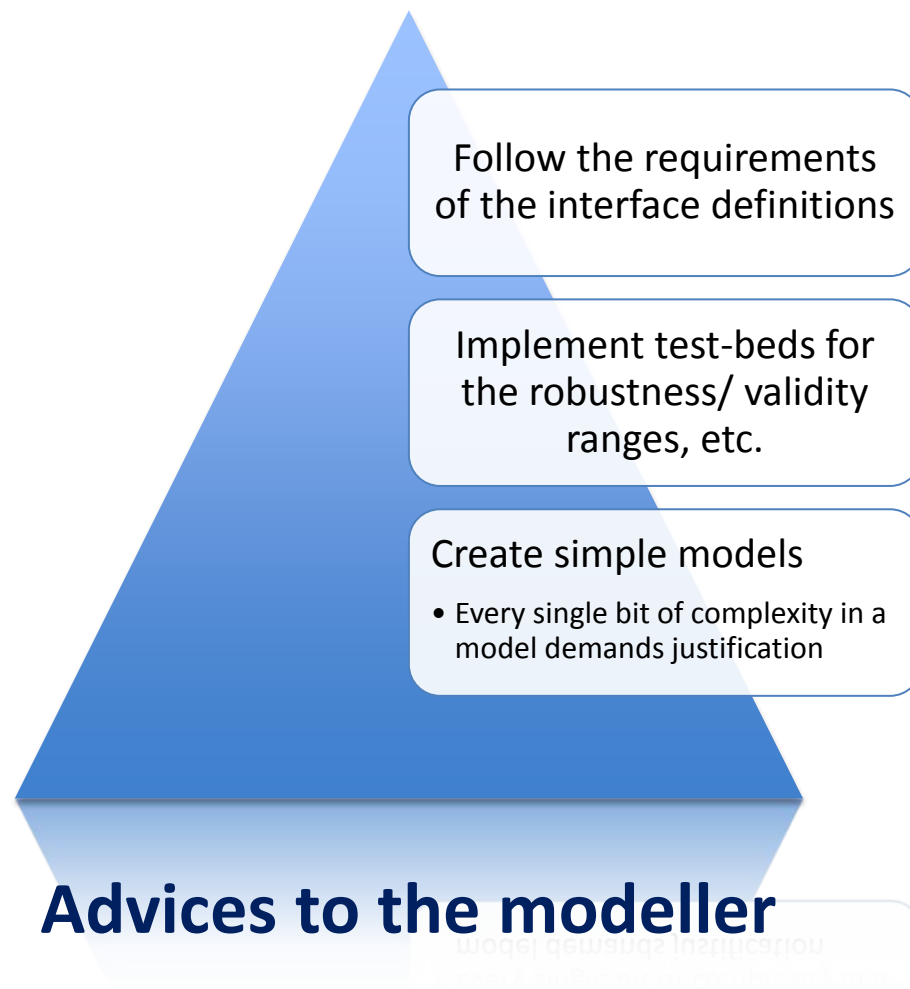 Follow the requirements
of the interface definitions
Implement test-beds for
the robustness/ validity
ranges, etc.
Create simple models
• Every single bit of complexity in a
model demands justification
Advices to the modeller